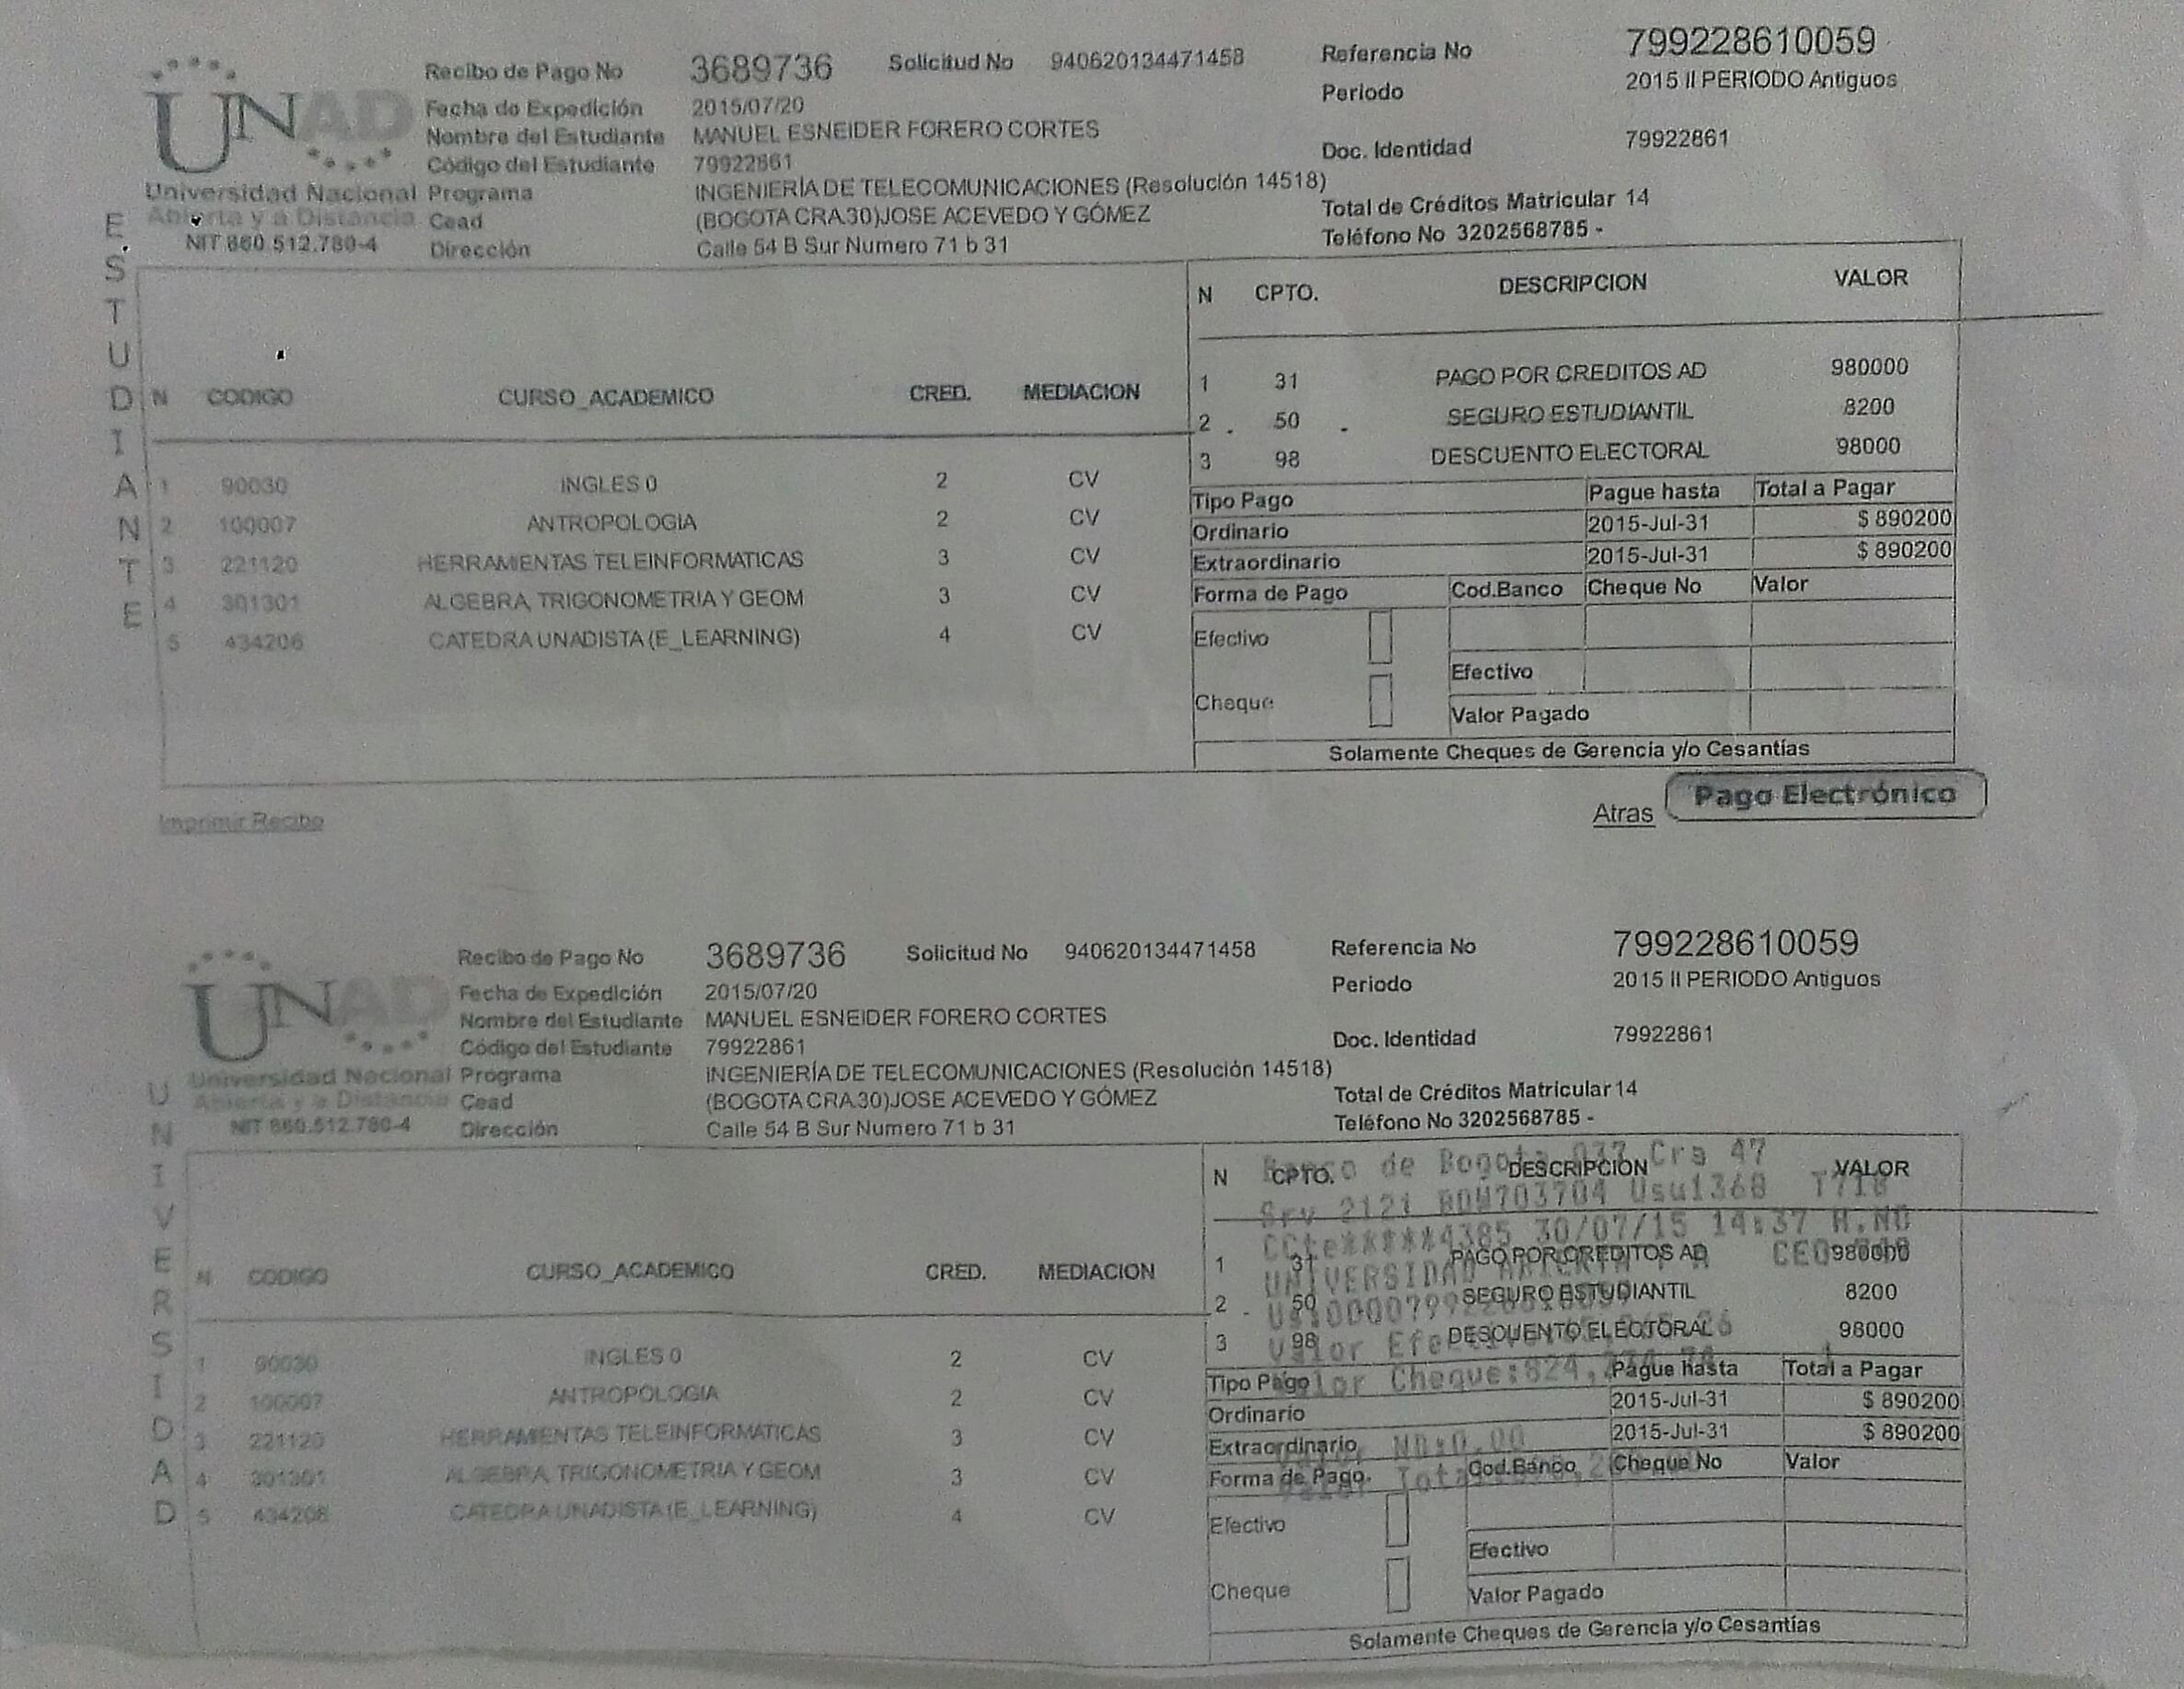 UNAD
Universidad Nacional
Abierta y a Distancia
NIT 860.512.780-4
Recibo de Pago No 3689736 Solicitud No 940620134471458 Referencia No 799228610059
Fecha de Expedición 2015/07/20 Periodo 2015 II PERIODO Antiguos
Nombre del Estudiante MANUEL ESNEIDER FORERO CORTES
Código del Estudiante 79922861 Doc. Identidad 79922861
Programa INGENIERÍA DE TELECOMUNICACIONES (Resolución 14518)
Cead (BOGOTA CRA.30)JOSE ACEVEDO Y GÓMEZ Total de Créditos Matricular 14
Dirección Calle 54 B Sur Numero 71 b 31 Teléfono No 3202568785 -
ESTUDIANTE
N CODIGO CURSO_ACADEMICO CRED. MEDIACION
1 90030 INGLES 0 2 CV
2 100007 ANTROPOLOGIA 2 CV
3 221120 HERRAMIENTAS TELEINFORMATICAS 3 CV
4 301301 ALGEBRA, TRIGONOMETRIA Y GEOM 3 CV
5 434206 CATEDRA UNADISTA (E_LEARNING) 4 CV
N CPTO. DESCRIPCION VALOR
1 31 PAGO POR CREDITOS AD 980000
2 50 SEGURO ESTUDIANTIL 8200
3 98 DESCUENTO ELECTORAL 98000
Tipo Pago Pague hasta Total a Pagar
Ordinario 2015-Jul-31 $ 890200
Extraordinario 2015-Jul-31 $ 890200
Forma de Pago Cod.Banco Cheque No Valor
Efectivo
Efectivo
Cheque
Valor Pagado
Solamente Cheques de Gerencia y/o Cesantías
Imprimir Recibo Atras Pago Electrónico
UNAD
Universidad Nacional
Abierta y a Distancia
NIT 860.512.780-4
Recibo de Pago No 3689736 Solicitud No 940620134471458 Referencia No 799228610059
Fecha de Expedición 2015/07/20 Periodo 2015 II PERIODO Antiguos
Nombre del Estudiante MANUEL ESNEIDER FORERO CORTES
Código del Estudiante 79922861 Doc. Identidad 79922861
Programa INGENIERÍA DE TELECOMUNICACIONES (Resolución 14518)
Cead (BOGOTA CRA.30)JOSE ACEVEDO Y GÓMEZ Total de Créditos Matricular 14
Dirección Calle 54 B Sur Numero 71 b 31 Teléfono No 3202568785 -
UNIVERSIDAD
N CODIGO CURSO_ACADEMICO CRED. MEDIACION
1 90030 INGLES 0 2 CV
2 100007 ANTROPOLOGIA 2 CV
3 221120 HERRAMIENTAS TELEINFORMATICAS 3 CV
4 301301 ALGEBRA, TRIGONOMETRIA Y GEOM 3 CV
5 434206 CATEDRA UNADISTA (E_LEARNING) 4 CV
N CPTO. DESCRIPCION VALOR
1 31 PAGO POR CREDITOS AD 980000
2 50 SEGURO ESTUDIANTIL 8200
3 98 DESCUENTO ELECTORAL 98000
Tipo Pago Pague hasta Total a Pagar
Ordinario 2015-Jul-31 $ 890200
Extraordinario 2015-Jul-31 $ 890200
Forma de Pago. Cod.Banco Cheque No Valor
Efectivo
Efectivo
Cheque
Valor Pagado
Solamente Cheques de Gerencia y/o Cesantías
Banco de Bogota 037 Cra 47
Srv 2121 Usu1368 T718
CCte*****4385 30/07/15 14:37 H.NO
UNIVERSIDAD ABIERTA Y A
Valor
Valor Cheque:
Valor ND:0.00
Valor Total